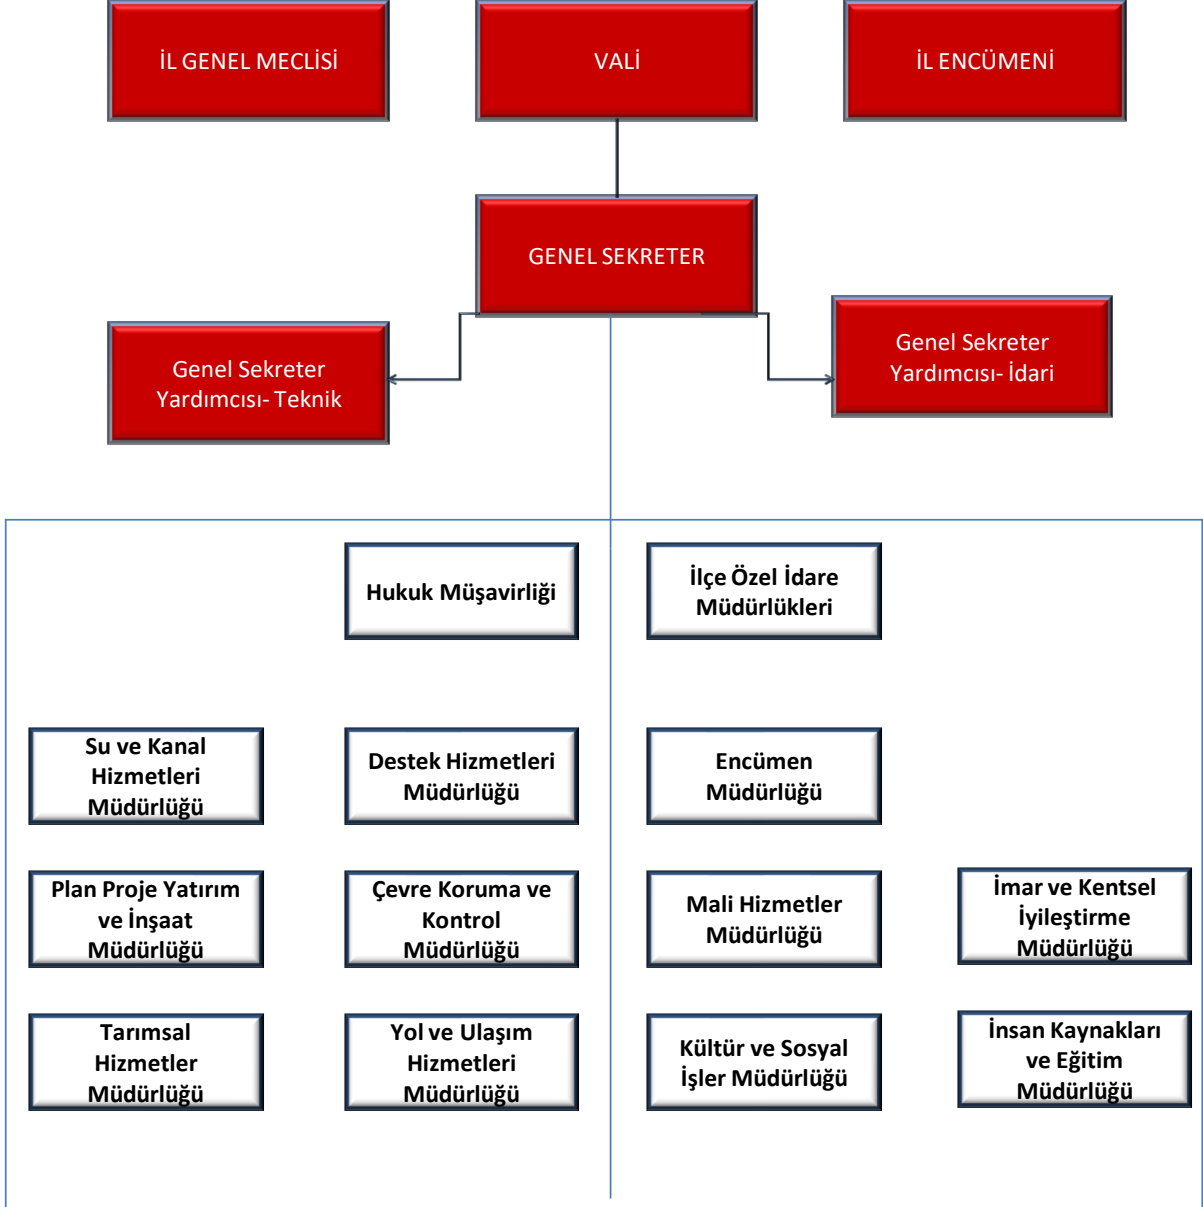 İL GENEL MECLİSİ
VALİ
İL ENCÜMENİ
GENEL SEKRETER
Genel Sekreter
Yardımcısı- Teknik
Genel Sekreter
Yardımcısı- İdari
Hukuk Müşavirliği
İlçe Özel İdare
Müdürlükleri
Su ve Kanal
Hizmetleri
Müdürlüğü
Destek Hizmetleri
Müdürlüğü
Encümen
Müdürlüğü
Plan Proje Yatırım
ve İnşaat
Müdürlüğü
Çevre Koruma ve
Kontrol
Müdürlüğü
Mali Hizmetler
Müdürlüğü
İmar ve Kentsel
İyileştirme
Müdürlüğü
Tarımsal
Hizmetler
Müdürlüğü
Yol ve Ulaşım
Hizmetleri
Müdürlüğü
Kültür ve Sosyal
İşler Müdürlüğü
İnsan Kaynakları
ve Eğitim
Müdürlüğü